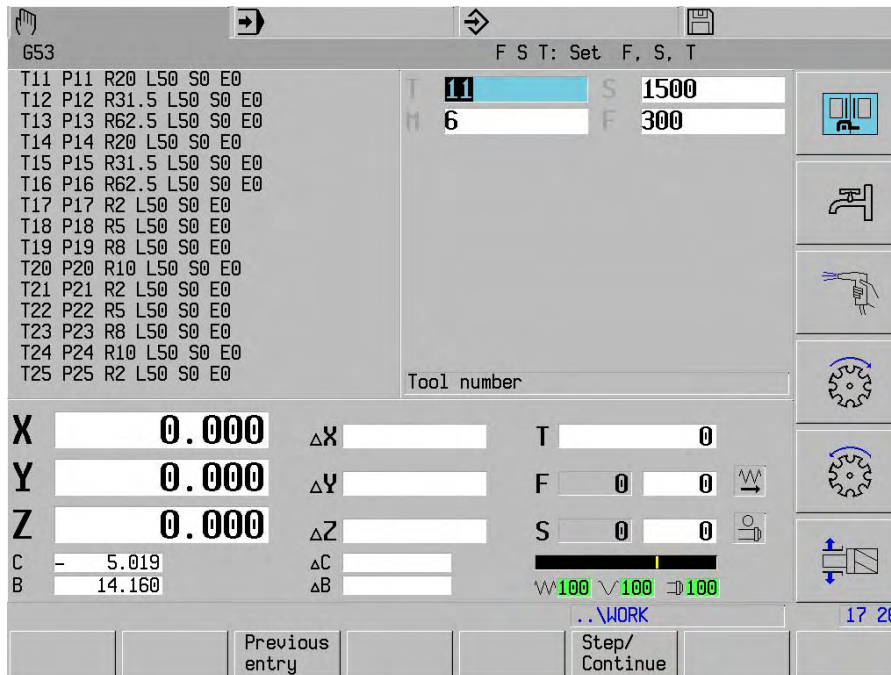 G53
F S T: Set F, S, T
T11 P11 R20 L50 S0 E0
T12 P12 R31.5 L50 S0 E0
T13 P13 R62.5 L50 S0 E0
T14 P14 R20 L50 S0 E0
T15 P15 R31.5 L50 S0 E0
T16 P16 R62.5 L50 S0 E0
T17 P17 R2 L50 S0 E0
T18 P18 R5 L50 S0 E0
T19 P19 R8 L50 S0 E0
T20 P20 R10 L50 S0 E0
T21 P21 R2 L50 S0 E0
T22 P22 R5 L50 S0 E0
T23 P23 R8 L50 S0 E0
T24 P24 R10 L50 S0 E0
T25 P25 R2 L50 S0 E0
T 11 S 1500
M 6 F 300
Tool number
X 0.000 ΔX T 0
Y 0.000 ΔY F 0 0
Z 0.000 ΔZ S 0 0
C - 5.019 ΔC
B 14.160 ΔB 100 100 100
..\WORK 17 26
Previous
entry
Step/
Continue